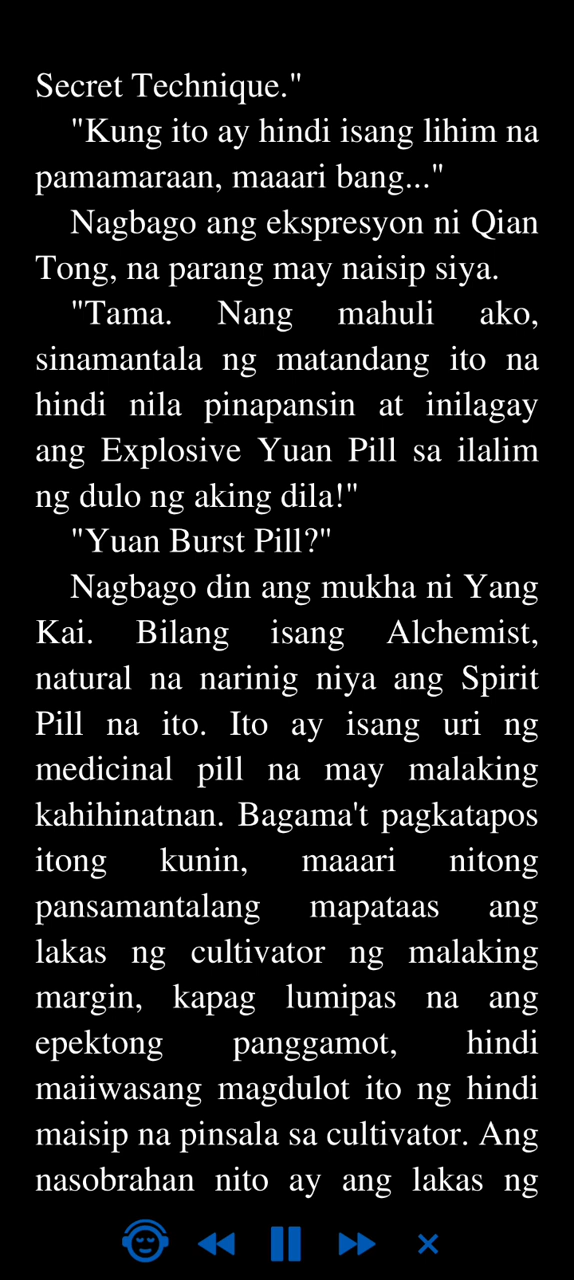 Secret Technique."
"Kung ito ay hindi isang lihim na
pamamaraan, maaari bang..."
Nagbago ang ekspresyon ni Qian
Tong, na parang may naisip siya.
"Tama. Nang mahuli ako,
sinamantala ng matandang ito na
hindi nila pinapansin at inilagay
ang Explosive Yuan Pill sa ilalim
ng dulo ng aking dila!"
"Yuan Burst Pill?"
Nagbago din ang mukha ni Yang
Kai. Bilang isang Alchemist,
natural na narinig niya ang Spirit
Pill na ito. Ito ay isang uri ng
medicinal pill na may malaking
kahihinatnan. Bagama't pagkatapos
itong kunin, maaari nitong
pansamantalang mapataas ang
lakas ng cultivator ng malaking
margin, kapag lumipas na ang
epektong panggamot, hindi
maiiwasang magdulot ito ng hindi
maisip na pinsala sa cultivator. Ang
nasobrahan nito ay ang lakas ng